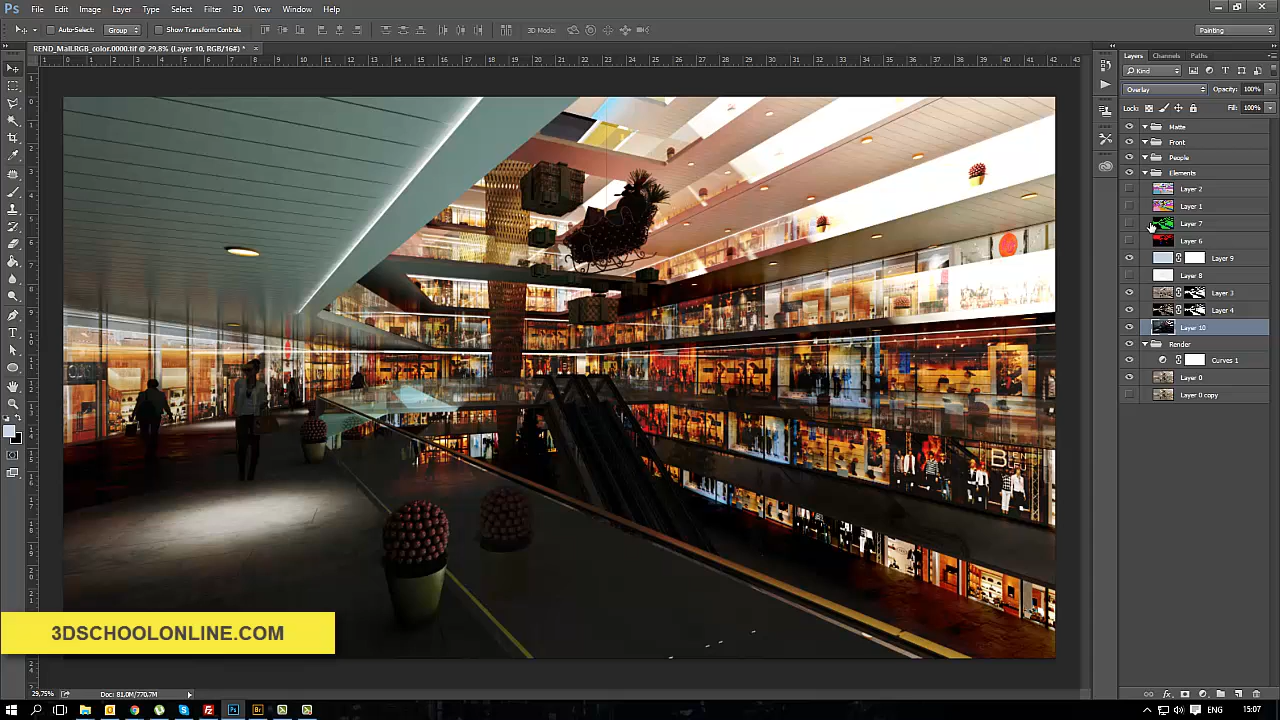 Ps File Edit Image Layer Type Select Filter 3D View Window Help
Auto-Select: Group Show Transform Controls 3D Mode: Painting
REND_MallRGB_color.0000.tif @ 29,8% (Layer 10, RGB/16#) *
Layers Channels Paths
Kind
Overlay Opacity: 100%
Locks: Fill: 100%
Matte
Front
People
Elements
Layer 2
Layer 1
Layer 7
Layer 6
Layer 9
Layer 8
Layer 3
Layer 4
Layer 10
Render
Curves 1
Layer 0
Layer 0 copy
3DSCHOOLONLINE.COM
29,75% Doc: 81,0M/770,7M
ENG 15:07